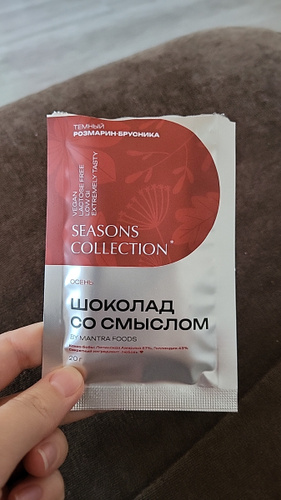 ТЕМНЫЙ
РОЗМАРИН·БРУСНИКА
VEGAN
LACTOSE FREE
LOW GI
EXTREMELY TASTY
SEASONS
COLLECTION*
ОСЕНЬ
ШОКОЛАД
СО СМЫСЛОМ
BY MANTRA FOODS
20 г